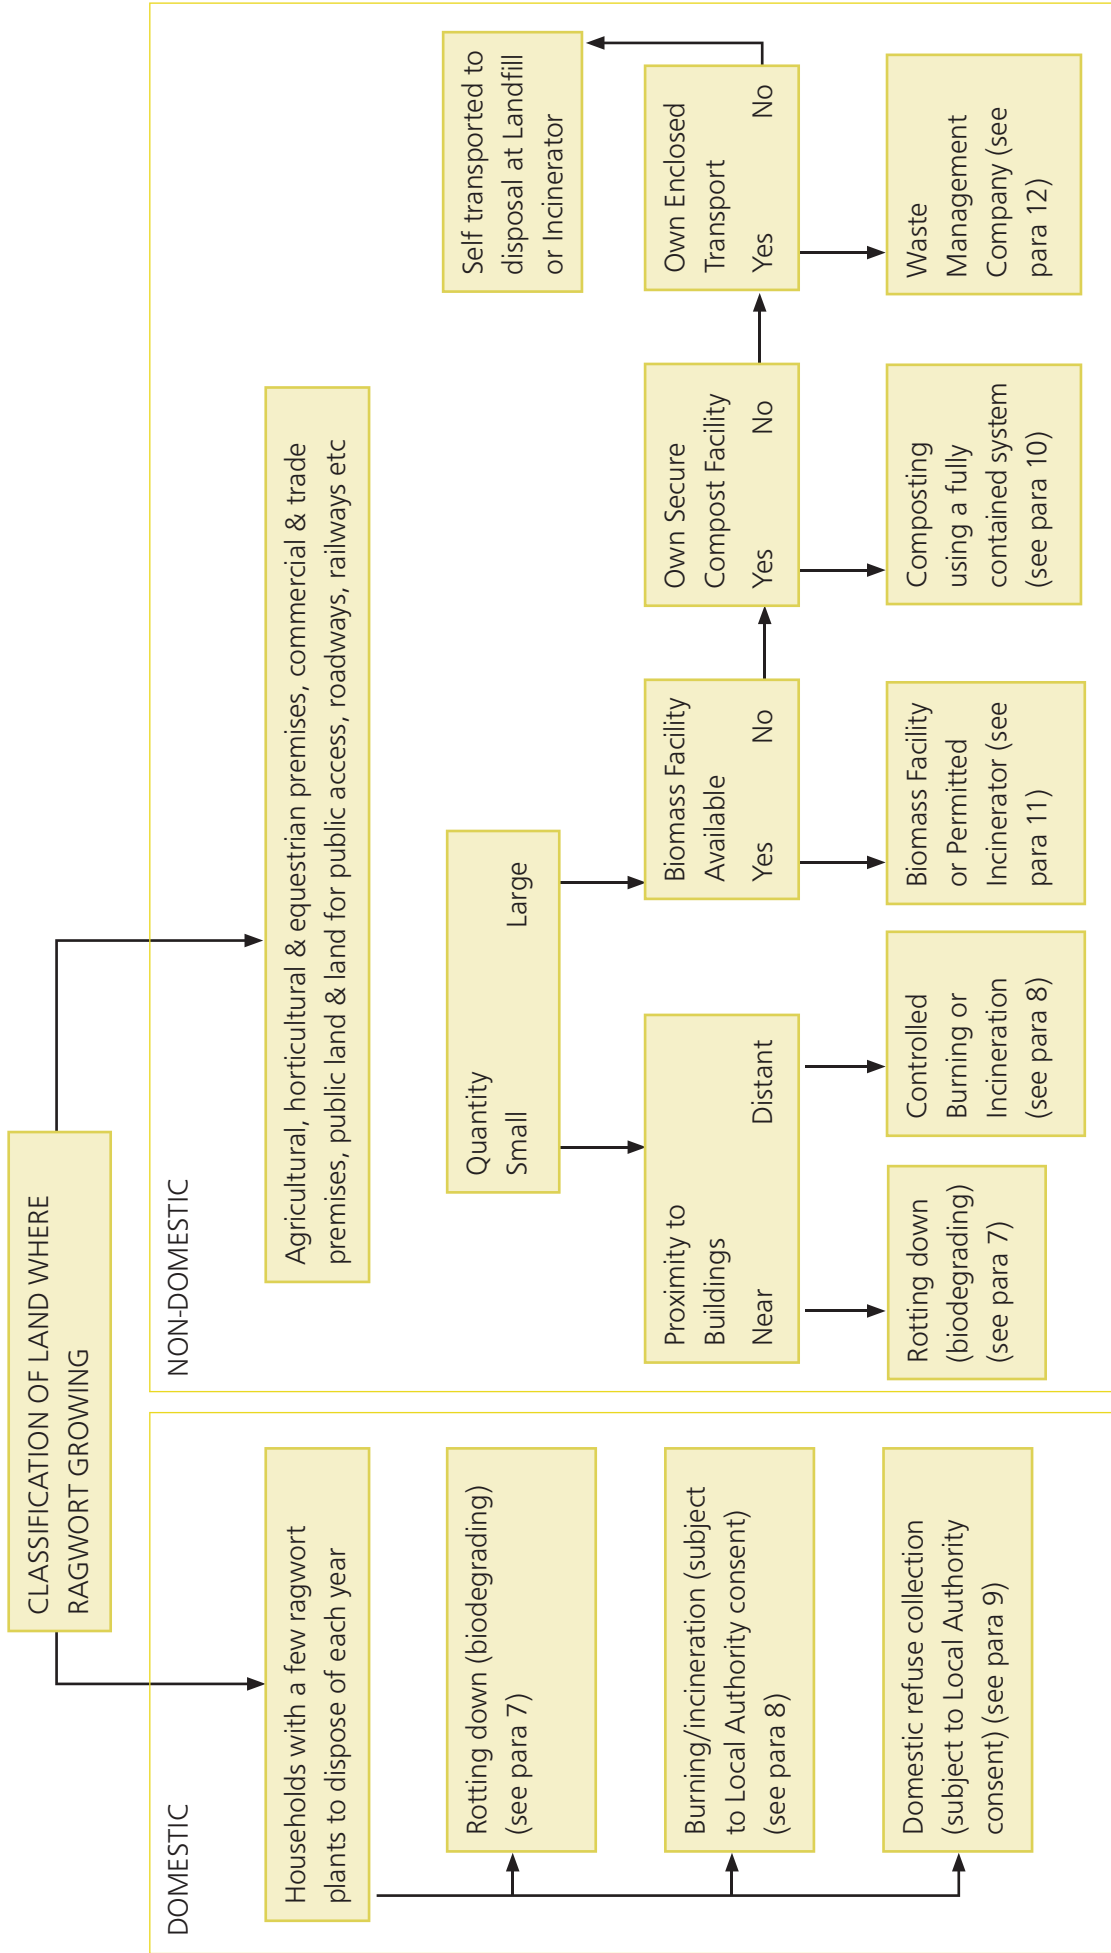 CLASSIFICATION OF LAND WHERE
RAGWORT GROWING
DOMESTIC
Households with a few ragwort
plants to dispose of each year
Rotting down (biodegrading)
(see para 7)
Burning/incineration (subject
to Local Authority consent)
(see para 8)
Domestic refuse collection
(subject to Local Authority
consent) (see para 9)
NON-DOMESTIC
Agricultural, horticultural & equestrian premises, commercial & trade
premises, public land & land for public access, roadways, railways etc
Quantity
Small Large
Proximity to
Buildings
Near Distant
Rotting down
(biodegrading)
(see para 7)
Controlled
Burning or
Incineration
(see para 8)
Biomass Facility
Available
Yes No
Biomass Facility
or Permitted
Incinerator (see
para 11)
Own Secure
Compost Facility
Yes No
Composting
using a fully
contained system
(see para 10)
Own Enclosed
Transport
Yes No
Waste
Management
Company (see
para 12)
Self transported to
disposal at Landfill
or Incinerator